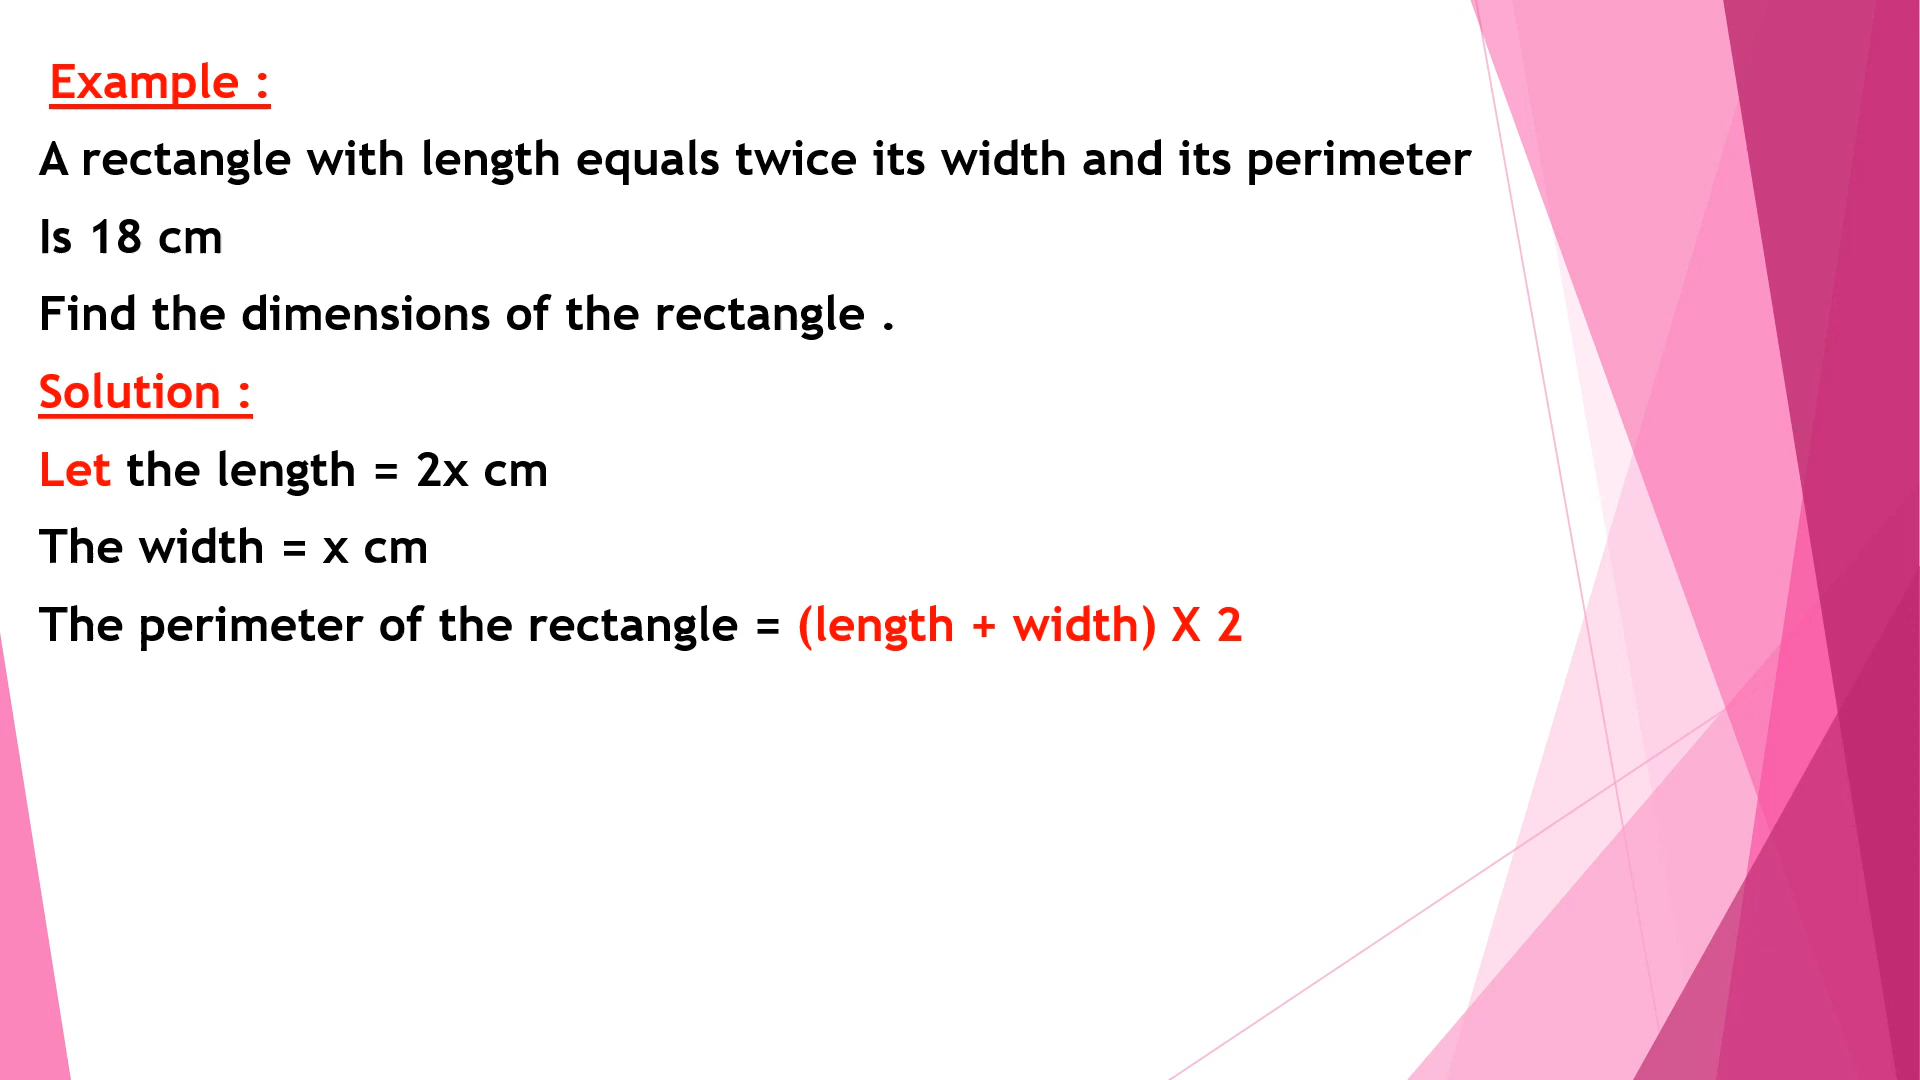 Example :
A rectangle with length equals twice its width and its perimeter
Is 18 cm
Find the dimensions of the rectangle .
Solution :
Let the length = 2x cm
The width = x cm
The perimeter of the rectangle = (length + width) X 2